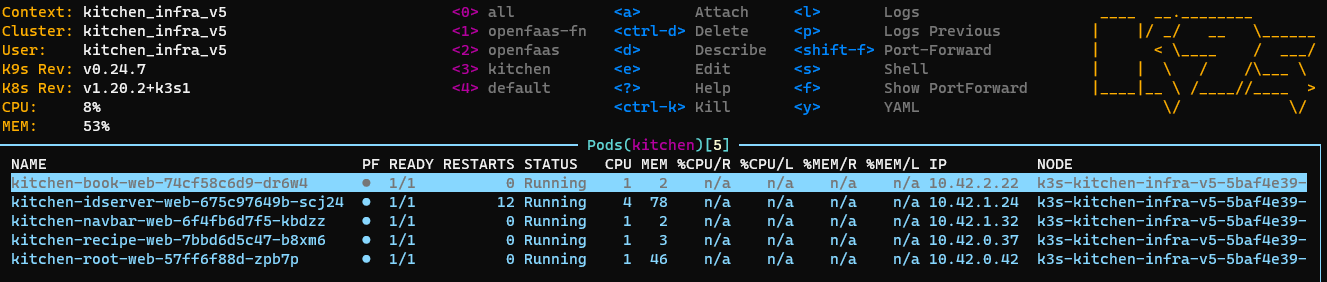 Context: kitchen_infra_v5 <0> all <a> Attach <l> Logs
Cluster: kitchen_infra_v5 <1> openfaas-fn <ctrl-d> Delete <p> Logs Previous
User: kitchen_infra_v5 <2> openfaas <d> Describe <shift-f> Port-Forward
K9s Rev: v0.24.7 <3> kitchen <e> Edit <s> Shell
K8s Rev: v1.20.2+k3s1 <4> default <?> Help <f> Show PortForward
CPU: 8% <ctrl-k> Kill <y> YAML
MEM: 53%
Pods(kitchen)[5]
NAME PF READY RESTARTS STATUS CPU MEM %CPU/R %CPU/L %MEM/R %MEM/L IP NODE
kitchen-book-web-74cf58c6d9-dr6w4 ● 1/1 0 Running 1 2 n/a n/a n/a n/a 10.42.2.22 k3s-kitchen-infra-v5-5baf4e39-
kitchen-idserver-web-675c97649b-scj24 ● 1/1 12 Running 4 78 n/a n/a n/a n/a 10.42.1.24 k3s-kitchen-infra-v5-5baf4e39-
kitchen-navbar-web-6f4fb6d7f5-kbdzz ● 1/1 0 Running 1 2 n/a n/a n/a n/a 10.42.1.32 k3s-kitchen-infra-v5-5baf4e39-
kitchen-recipe-web-7bbd6d5c47-b8xm6 ● 1/1 0 Running 1 3 n/a n/a n/a n/a 10.42.0.37 k3s-kitchen-infra-v5-5baf4e39-
kitchen-root-web-57ff6f88d-zpb7p ● 1/1 0 Running 1 46 n/a n/a n/a n/a 10.42.0.42 k3s-kitchen-infra-v5-5baf4e39-